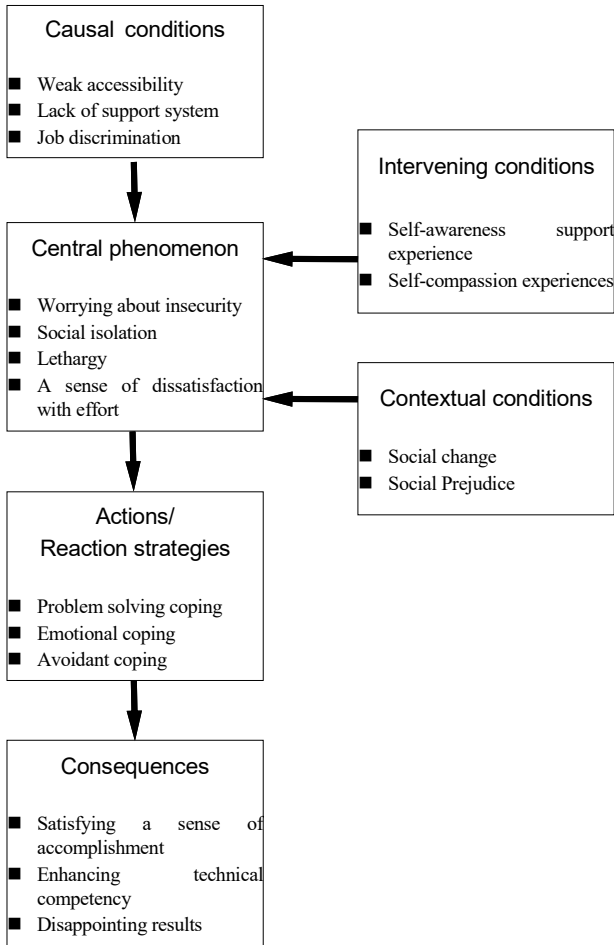 Causal conditions
■ Weak accessibility
■ Lack of support system
■ Job discrimination
Intervening conditions
■ Self-awareness support
experience
■ Self-compassion experiences
Central phenomenon
■ Worrying about insecurity
■ Social isolation
■ Lethargy
■ A sense of dissatisfaction
with effort
Contextual conditions
■ Social change
■ Social Prejudice
Actions/
Reaction strategies
■ Problem solving coping
■ Emotional coping
■ Avoidant coping
Consequences
■ Satisfying a sense of
accomplishment
■ Enhancing technical
competency
■ Disappointing results